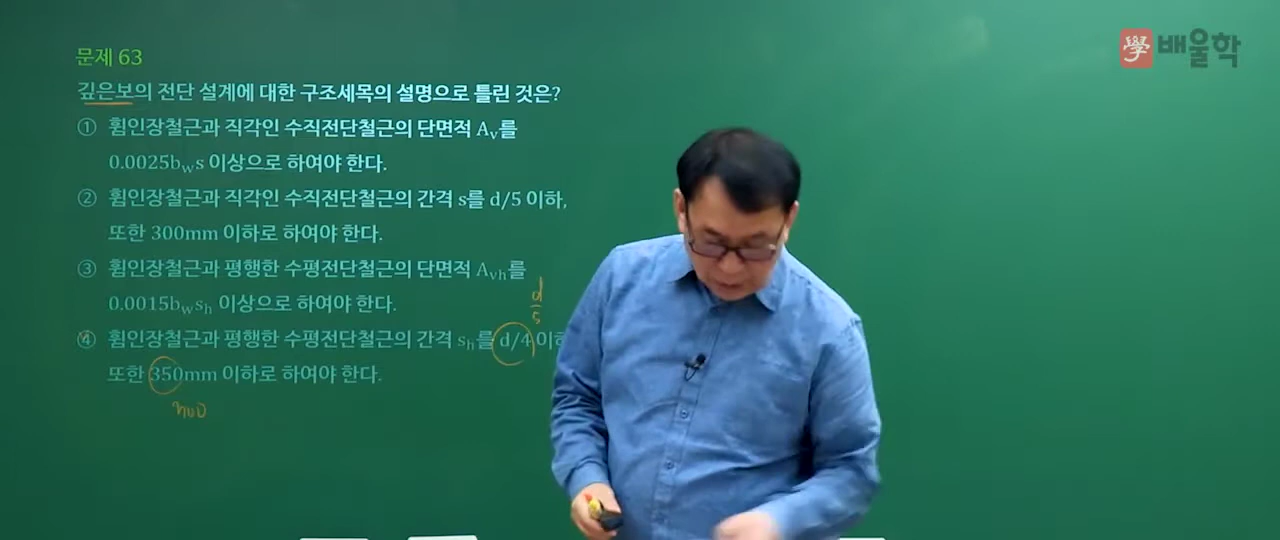 學 배울학
문제 63
깊은보의 전단 설계에 대한 구조세목의 설명으로 틀린 것은?
① 휨인장철근과 직각인 수직전단철근의 단면적 Aᵥ를
0.0025b_w s 이상으로 하여야 한다.
② 휨인장철근과 직각인 수직전단철근의 간격 s를 d/5 이하,
또한 300mm 이하로 하여야 한다.
③ 휨인장철근과 평행한 수평전단철근의 단면적 A_vh를
0.0015b_w s_h 이상으로 하여야 한다.
d/5
④ 휨인장철근과 평행한 수평전단철근의 간격 s_h를 d/4
또한 350mm 이하로 하여야 한다.
300